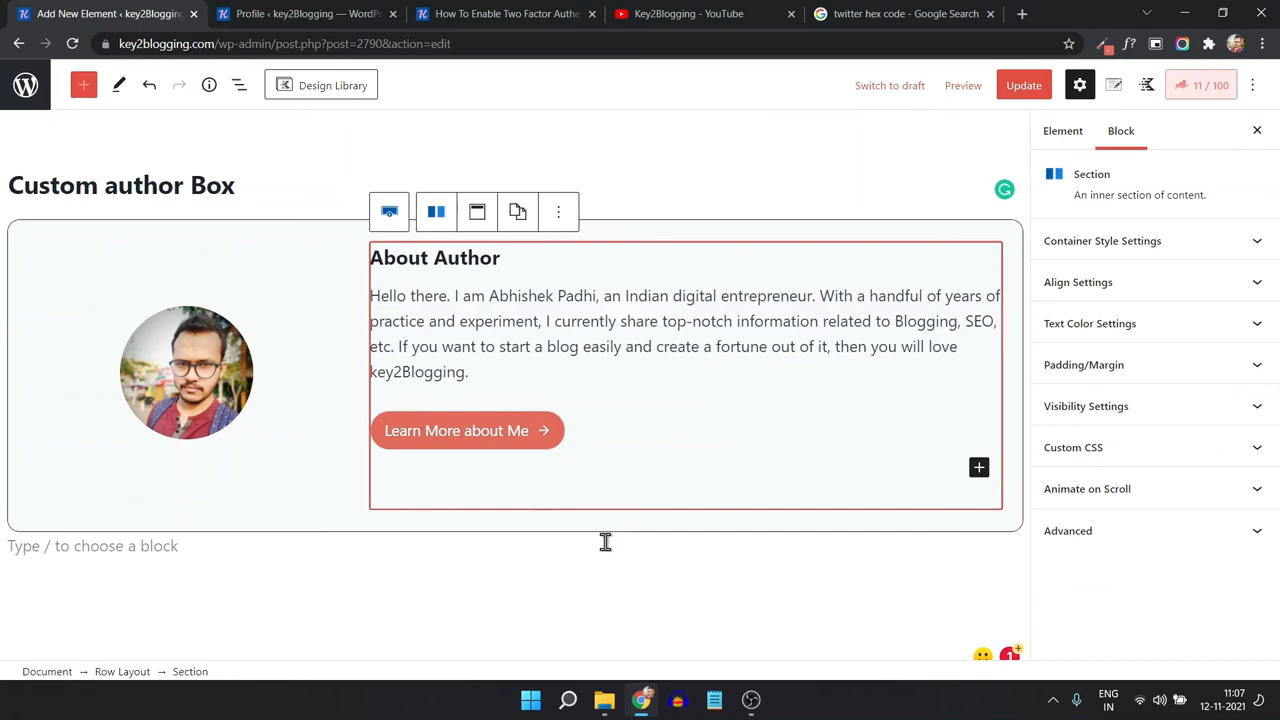 Add New Element ‹ key2Blogging
Profile ‹ key2Blogging — WordPr
How To Enable Two Factor Authe
Key2Blogging - YouTube
twitter hex code - Google Search
key2blogging.com/wp-admin/post.php?post=2790&action=edit
Design Library
Switch to draft
Preview
Update
11 / 100
Element
Block
Section
An inner section of content.
Custom author Box
Container Style Settings
About Author
Align Settings
Hello there. I am Abhishek Padhi, an Indian digital entrepreneur. With a handful of years of
practice and experiment, I currently share top-notch information related to Blogging, SEO,
etc. If you want to start a blog easily and create a fortune out of it, then you will love
key2Blogging.
Text Color Settings
Padding/Margin
Visibility Settings
Learn More about Me →
Custom CSS
Animate on Scroll
Advanced
Type / to choose a block
1
Document → Row Layout → Section
ENG
IN
11:07
12-11-2021